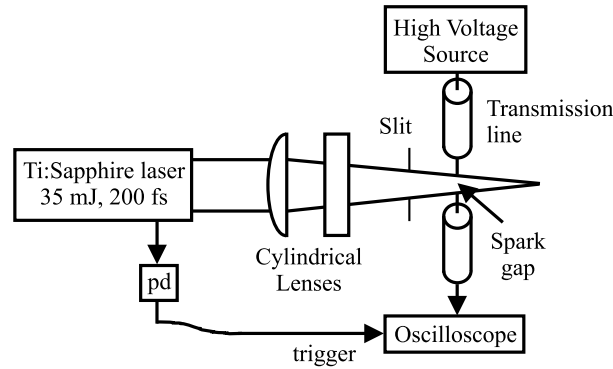 High Voltage
Source
Transmission
line
Slit
Ti:Sapphire laser
35 mJ, 200 fs
Cylindrical
Lenses
Spark
gap
pd
Oscilloscope
trigger